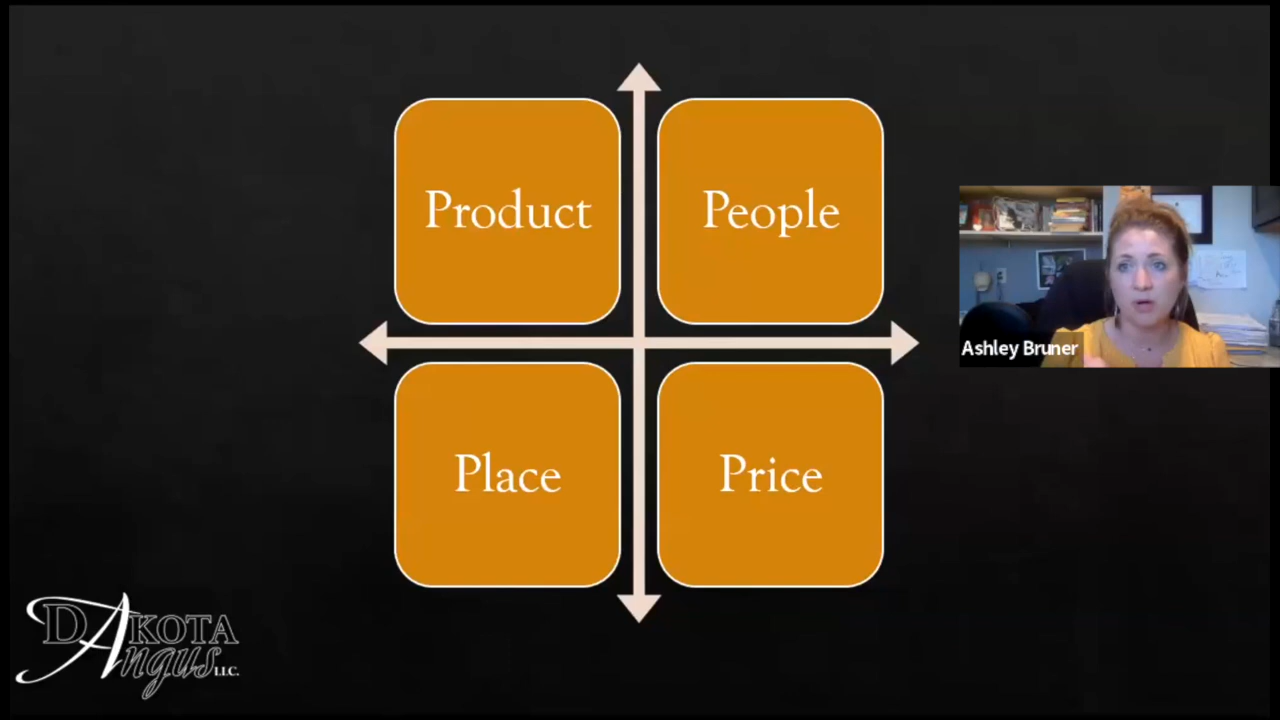 Product
People
Place
Price
Ashley Bruner
Dakota
Angus LLC.